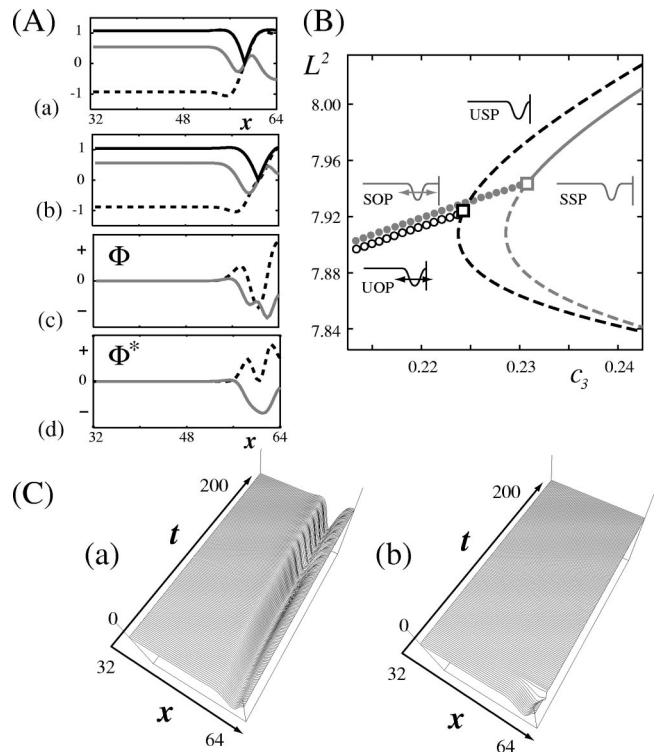 (A)
1
0
-1
(a)
32
48
x
64
1
0
-1
(b)
+
0
−
Φ
(c)
+
0
−
Φ*
(d)
32
48
x
64
(B)
L²
8.00
7.96
7.92
7.88
7.84
USP
SOP
SSP
UOP
0.22
0.23
0.24
c₃
(C)
(a)
200
t
0
32
x
64
(b)
200
t
0
32
x
64